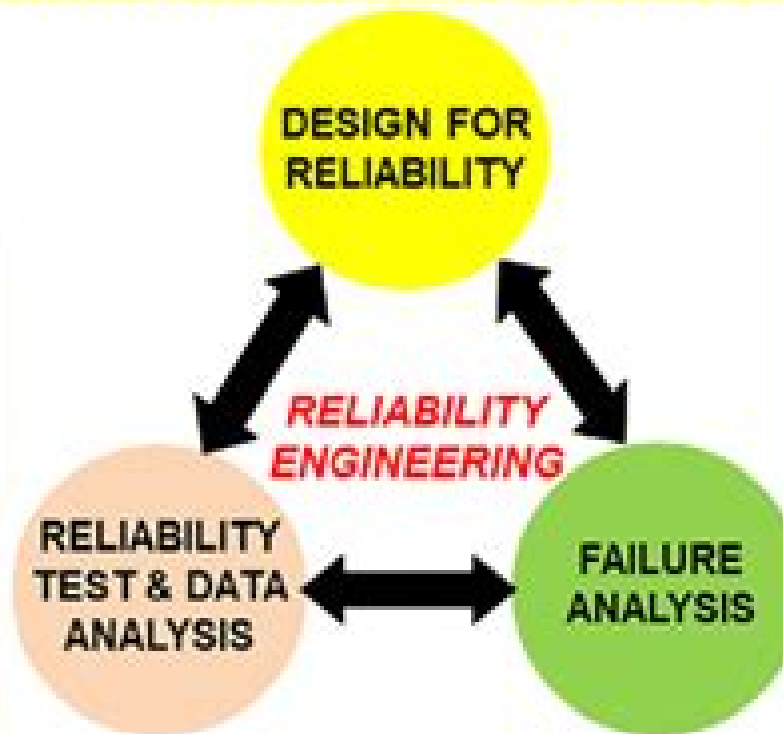 DESIGN FOR
RELIABILITY
RELIABILITY
ENGINEERING
RELIABILITY
TEST & DATA
ANALYSIS
FAILURE
ANALYSIS